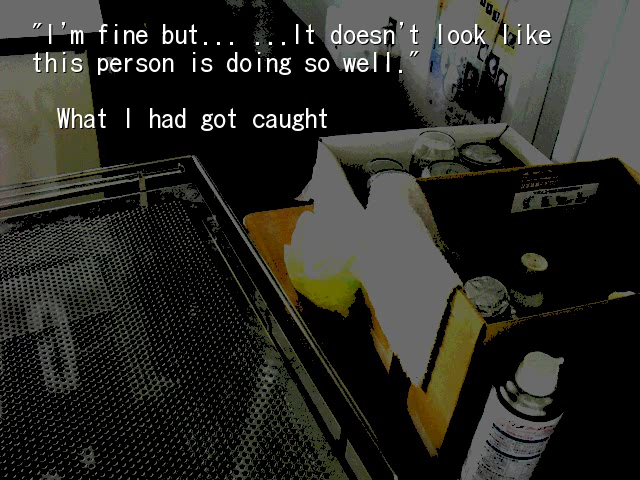 "I'm fine but... ...It doesn't look like
this person is doing so well."
What I had got caught